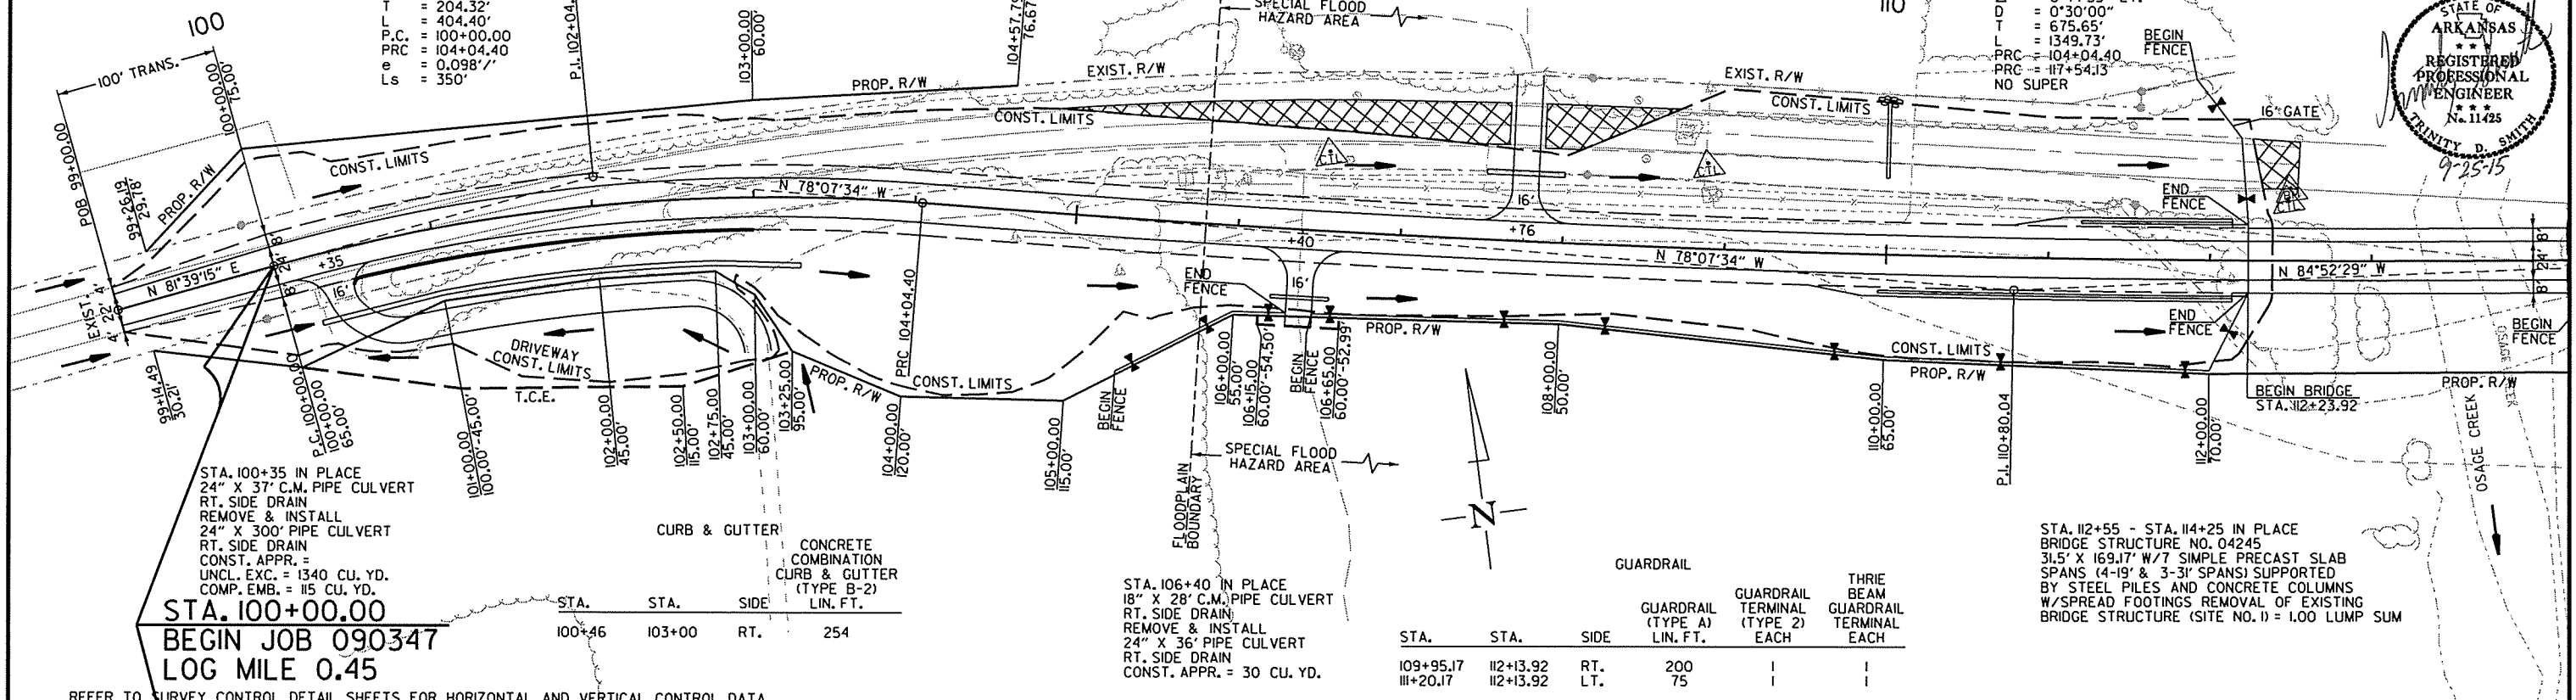 100
T = 204.32'
L = 404.40'
P.C. = 100+00.00
PRC = 104+04.40
e = 0.098'/'
Ls = 350'
P.I. 102+04.
103+00.00
60.00'
104+57.7
76.67
SPECIAL FLOOD
HAZARD AREA
110
D = 0°30'00"
T = 675.65'
L = 1349.73'
PRC = 104+04.40
PRC = 117+54.13
NO SUPER
BEGIN
FENCE
STATE OF
ARKANSAS
★ ★
REGISTERED
PROFESSIONAL
ENGINEER
★ ★ ★
No. 11425
TRINITY D. SMITH
9-25-15
100' TRANS.
100+00.00
75.00'
POB 99+00.00
99+26.19
29.78'
PROP. R/W
CONST. LIMITS
PROP. R/W
EXIST. R/W
CONST. LIMITS
EXIST. R/W
CONST. LIMITS
16' GATE
CTL
CTL
N 78°07'34" W
16'
END
FENCE
N 81°39'15" E
+35
8'
24'
8'
16'
EXIST.
4'
22'
4'
+40
+76
N 78°07'34" W
N 84°52'29" W
8'
24'
8'
END
FENCE
16'
PRC 104+04.40
PROP. R/W
END
FENCE
BEGIN
FENCE
DRIVEWAY
CONST. LIMITS
T.C.E.
PROP. R/W
CONST. LIMITS
CONST. LIMITS
PROP. R/W
PROP. R/W
99+14.49
30.21'
P.C. 100+00.00
100+00.00
65.00'
101+00.00
100.00'-45.00'
102+00.00
45.00'
102+50.00
115.00'
102+75.00
45.00'
103+00.00
60.00'
103+25.00
95.00'
104+00.00
120.00'
105+00.00
115.00'
BEGIN
FENCE
106+00.00
55.00'
106+15.00
60.00'-54.50'
BEGIN
FENCE
106+65.00
60.00'-52.99'
108+00.00
50.00'
110+00.00
65.00'
P.I. 110+80.04
112+00.00
70.00'
BEGIN BRIDGE
STA. 112+23.92
OSAGE CREEK
OSAGE CREEK
FLOODPLAIN
BOUNDARY
SPECIAL FLOOD
HAZARD AREA
N
STA. 100+35 IN PLACE
24" X 37' C.M. PIPE CULVERT
RT. SIDE DRAIN
REMOVE & INSTALL
24" X 300' PIPE CULVERT
RT. SIDE DRAIN
CONST. APPR. =
UNCL. EXC. = 1340 CU. YD.
COMP. EMB. = 115 CU. YD.
STA. 100+00.00
BEGIN JOB 090347
LOG MILE 0.45
CURB & GUTTER
CONCRETE
COMBINATION
CURB & GUTTER
(TYPE B-2)
STA. STA. SIDE LIN. FT.
100+46 103+00 RT. 254
STA. 106+40 IN PLACE
18" X 28' C.M. PIPE CULVERT
RT. SIDE DRAIN
REMOVE & INSTALL
24" X 36' PIPE CULVERT
RT. SIDE DRAIN
CONST. APPR. = 30 CU. YD.
GUARDRAIL
GUARDRAIL
(TYPE A)
LIN. FT.
GUARDRAIL
TERMINAL
(TYPE 2)
EACH
THRIE
BEAM
GUARDRAIL
TERMINAL
EACH
STA. STA. SIDE
109+95.17 112+13.92 RT. 200 1 1
111+20.17 112+13.92 LT. 75 1 1
STA. 112+55 - STA. 114+25 IN PLACE
BRIDGE STRUCTURE NO. 04245
31.5' X 169.17' W/7 SIMPLE PRECAST SLAB
SPANS (4-19' & 3-31' SPANS) SUPPORTED
BY STEEL PILES AND CONCRETE COLUMNS
W/SPREAD FOOTINGS REMOVAL OF EXISTING
BRIDGE STRUCTURE (SITE NO. 1) = 1.00 LUMP SUM
REFER TO SURVEY CONTROL DETAIL SHEETS FOR HORIZONTAL AND VERTICAL CONTROL DATA